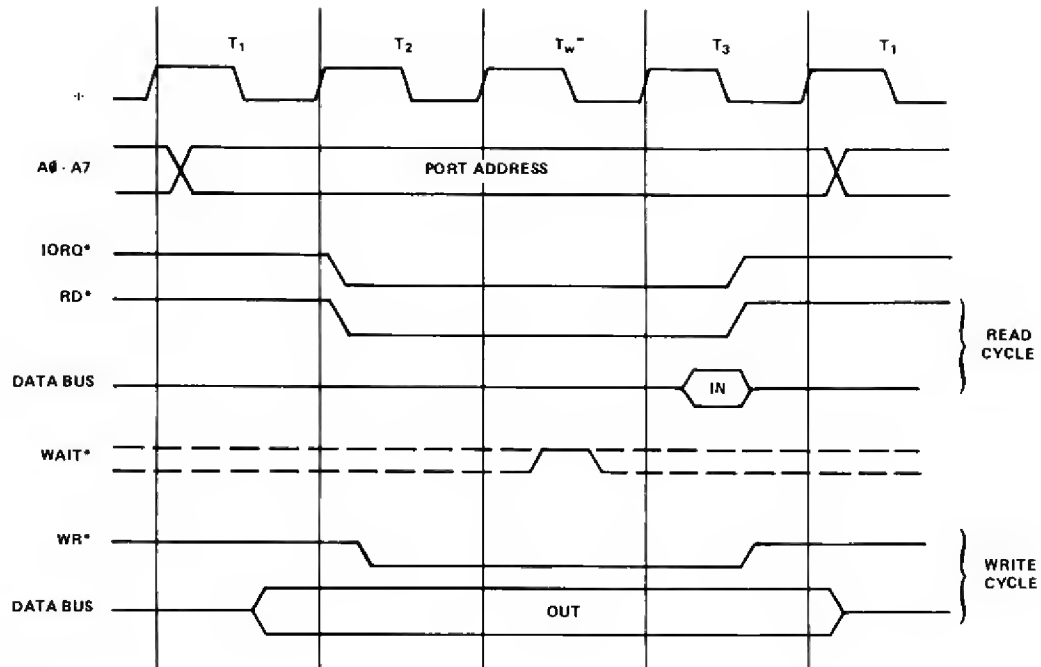 T1 T2 Tw* T3 T1
A0 - A7 PORT ADDRESS
IORQ*
RD*
READ
CYCLE
DATA BUS IN
WAIT*
WR*
WRITE
CYCLE
DATA BUS OUT